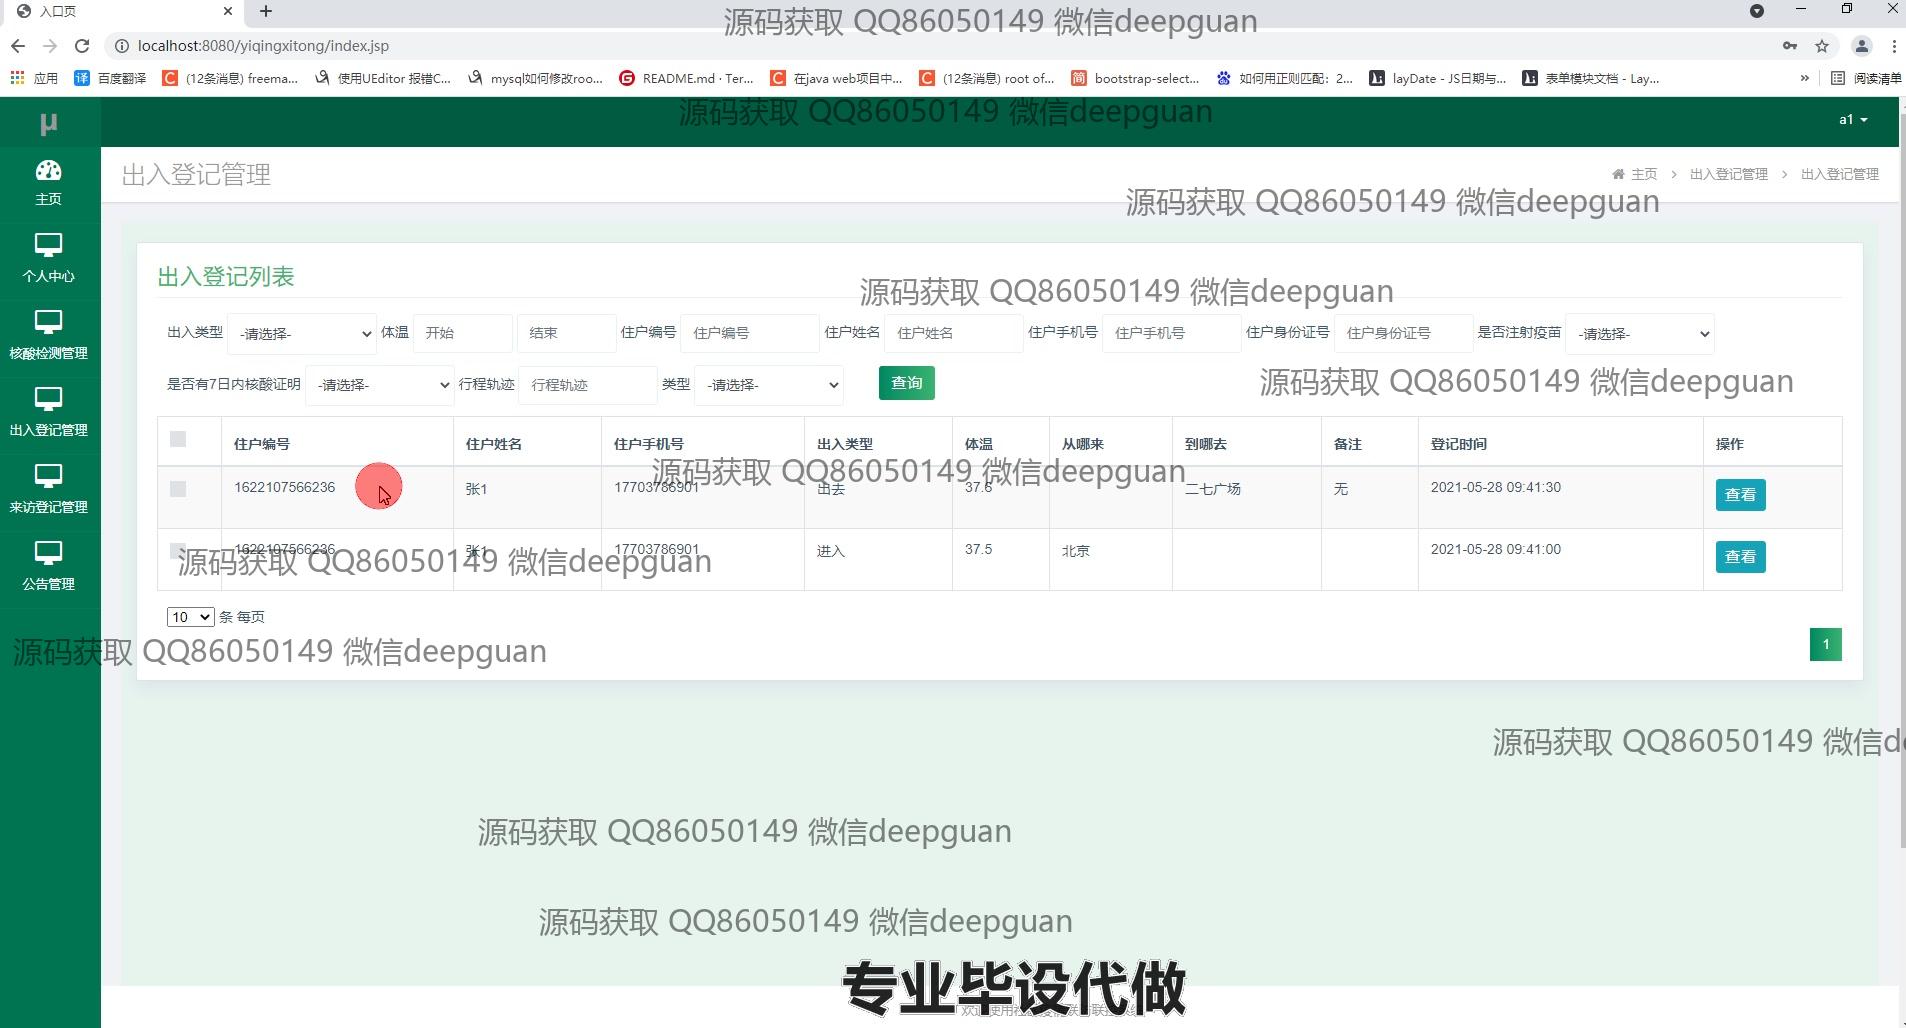 入口页
源码获取 QQ86050149 微信deepguan
localhost:8080/yiqingxitong/index.jsp
应用 百度翻译 (12条消息) freema... 使用UEditor 报错C... mysql如何修改roo... README.md · Ter... 在java web项目中... (12条消息) root of... bootstrap-select... 如何用正则匹配：2... layDate - JS日期与... 表单模块文档 - Lay... » 阅读清单
源码获取 QQ86050149 微信deepguan
μ a1
主页
个人中心
核酸检测管理
出入登记管理
来访登记管理
公告管理
出入登记管理
主页 > 出入登记管理 > 出入登记管理
源码获取 QQ86050149 微信deepguan
出入登记列表
源码获取 QQ86050149 微信deepguan
出入类型 -请选择- 体温 开始 结束 住户编号 住户编号 住户姓名 住户姓名 住户手机号 住户手机号 住户身份证号 住户身份证号 是否注射疫苗 -请选择-
是否有7日内核酸证明 -请选择- 行程轨迹 行程轨迹 类型 -请选择- 查询
源码获取 QQ86050149 微信deepguan
住户编号 住户姓名 住户手机号 出入类型 体温 从哪来 到哪去 备注 登记时间 操作
源码获取 QQ86050149 微信deepguan
1622107566236 张1 17703786901 出去 37.6 二七广场 无 2021-05-28 09:41:30 查看
1622107566236 张1 17703786901 进入 37.5 北京 2021-05-28 09:41:00 查看
源码获取 QQ86050149 微信deepguan
10 条 每页
1
源码获取 QQ86050149 微信deepguan
源码获取 QQ86050149 微信d
源码获取 QQ86050149 微信deepguan
源码获取 QQ86050149 微信deepguan
专业毕设代做